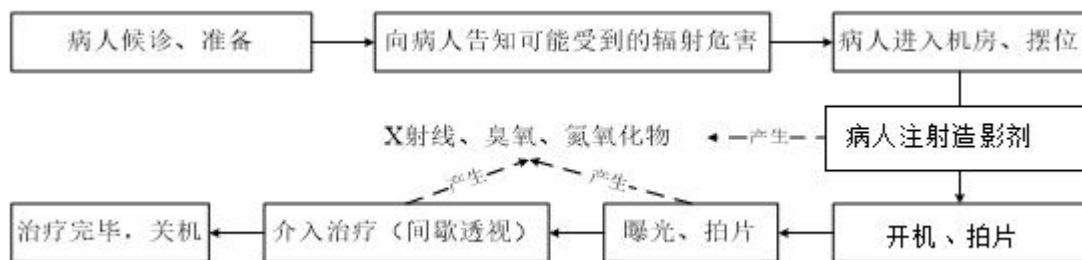 病人候诊、准备
向病人告知可能受到的辐射危害
病人进入机房、摆位
X射线、臭氧、氮氧化物
产生
病人注射造影剂
产生
产生
治疗完毕，关机
介入治疗（间歇透视）
曝光、拍片
开机、拍片